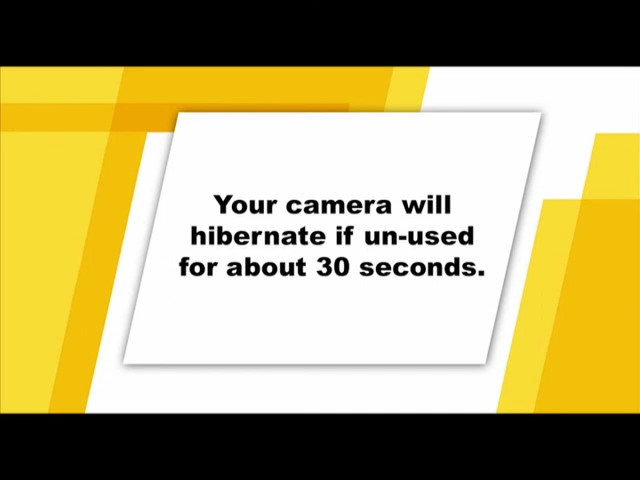 Your camera will
hibernate if un-used
for about 30 seconds.